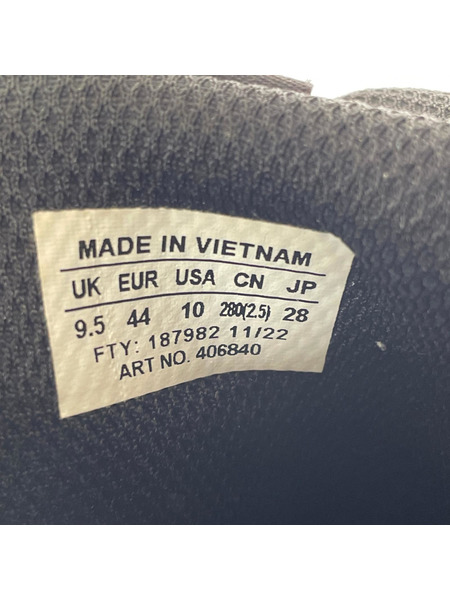 MADE IN VIETNAM
UK EUR USA CN JP
9.5 44 10 280(2.5) 28
FTY: 187982 11/22
ART NO. 406840